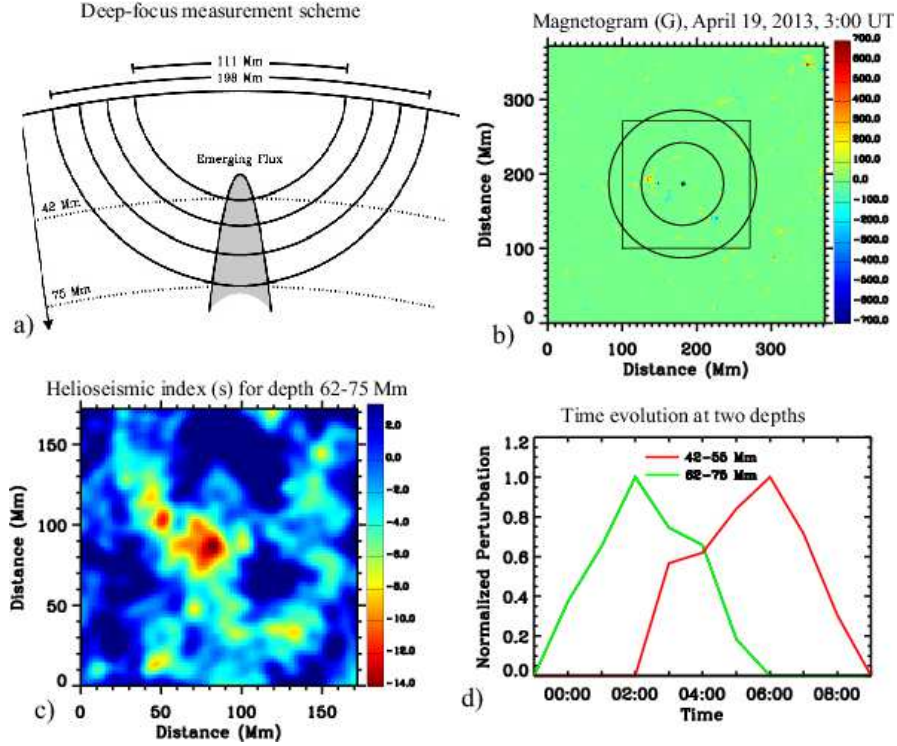 Deep-focus measurement scheme
111 Mm
198 Mm
Emerging Flux
42 Mm
75 Mm
a)
Magnetogram (G), April 19, 2013, 3:00 UT
700.0
600.0
500.0
400.0
300.0
200.0
100.0
0.0
-100.0
-200.0
-300.0
-400.0
-500.0
-600.0
-700.0
300
200
100
0
Distance (Mm)
0 100 200 300
Distance (Mm)
b)
Helioseismic index (s) for depth 62-75 Mm
2.0
0.0
-2.0
-4.0
-6.0
-8.0
-10.0
-12.0
-14.0
150
100
50
0
Distance (Mm)
0 50 100 150
Distance (Mm)
c)
Time evolution at two depths
42-55 Mm
62-75 Mm
1.2
1.0
0.8
0.6
0.4
0.2
0.0
Normalized Perturbation
00:00 02:00 04:00 06:00 08:00
Time
d)